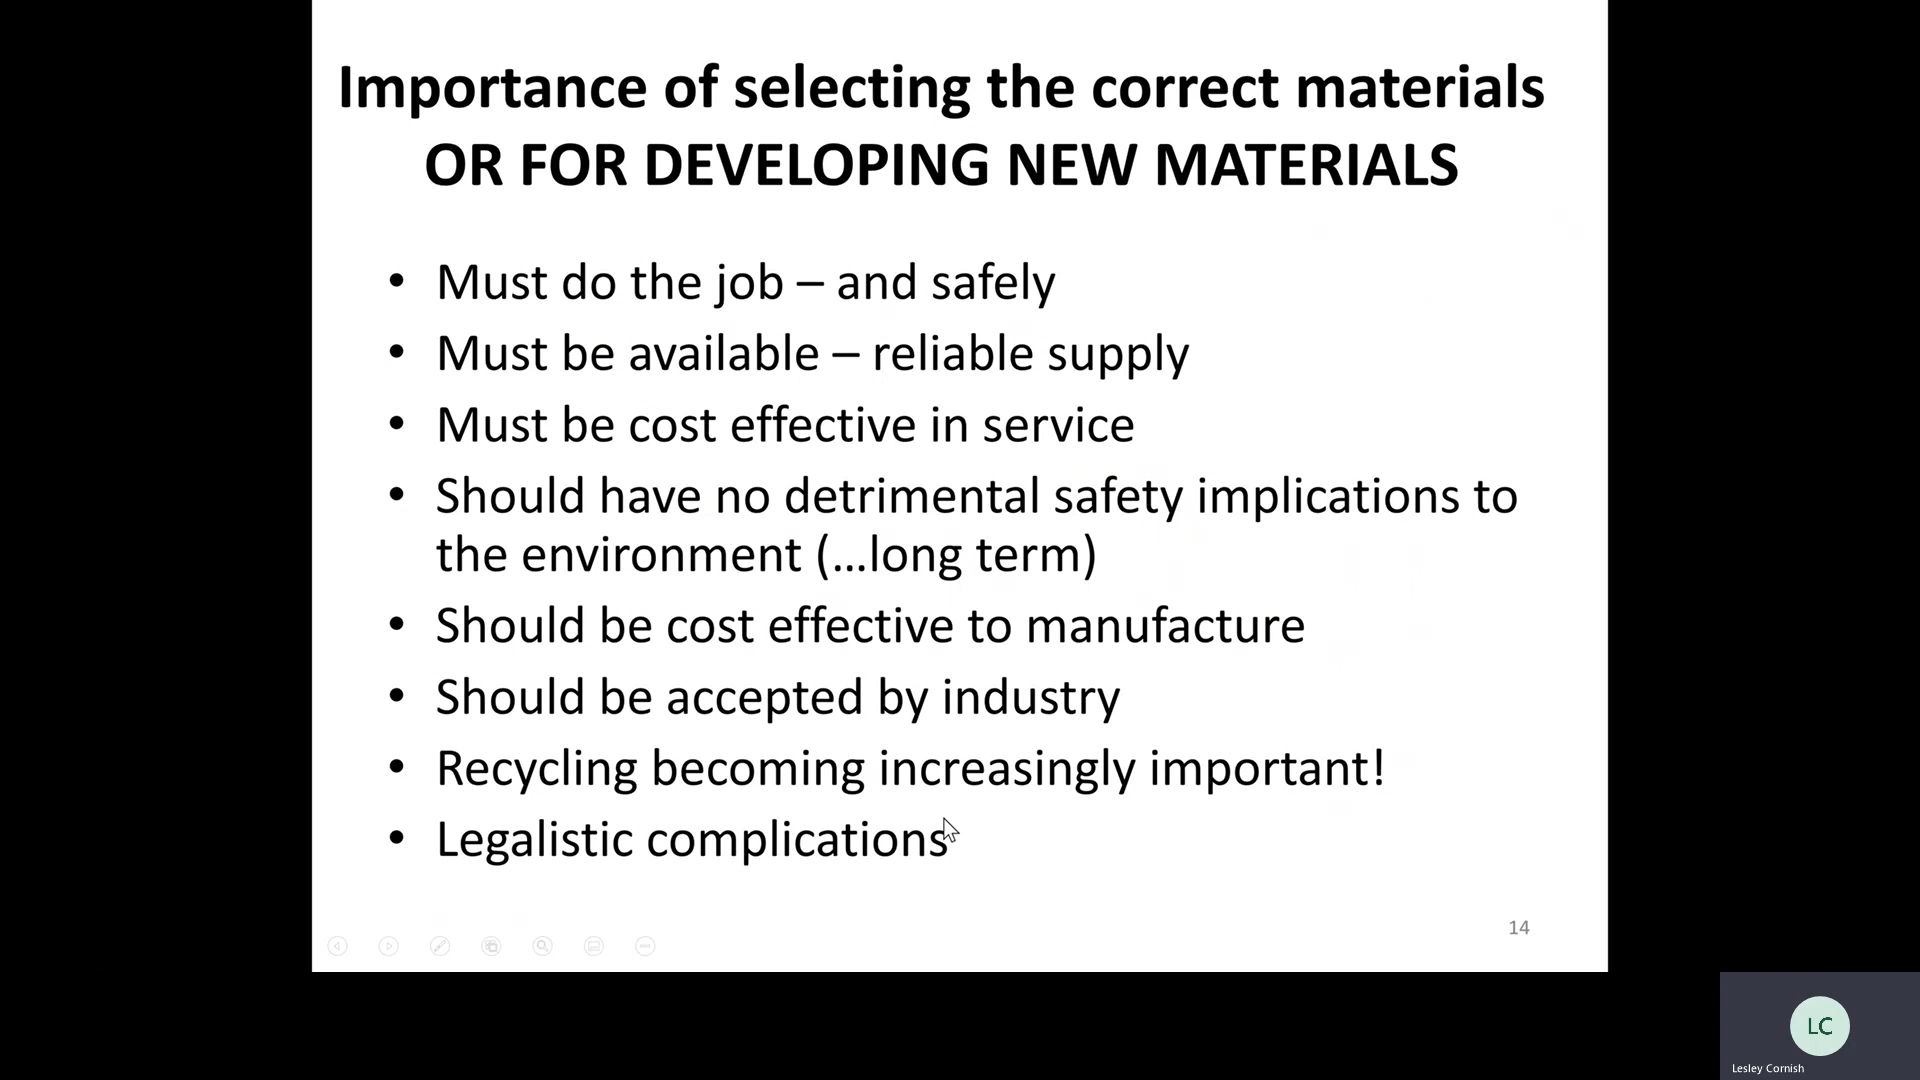 Importance of selecting the correct materials
OR FOR DEVELOPING NEW MATERIALS
• Must do the job – and safely
• Must be available – reliable supply
• Must be cost effective in service
• Should have no detrimental safety implications to
the environment (...long term)
• Should be cost effective to manufacture
• Should be accepted by industry
• Recycling becoming increasingly important!
• Legalistic complications
14
LC
Lesley Cornish